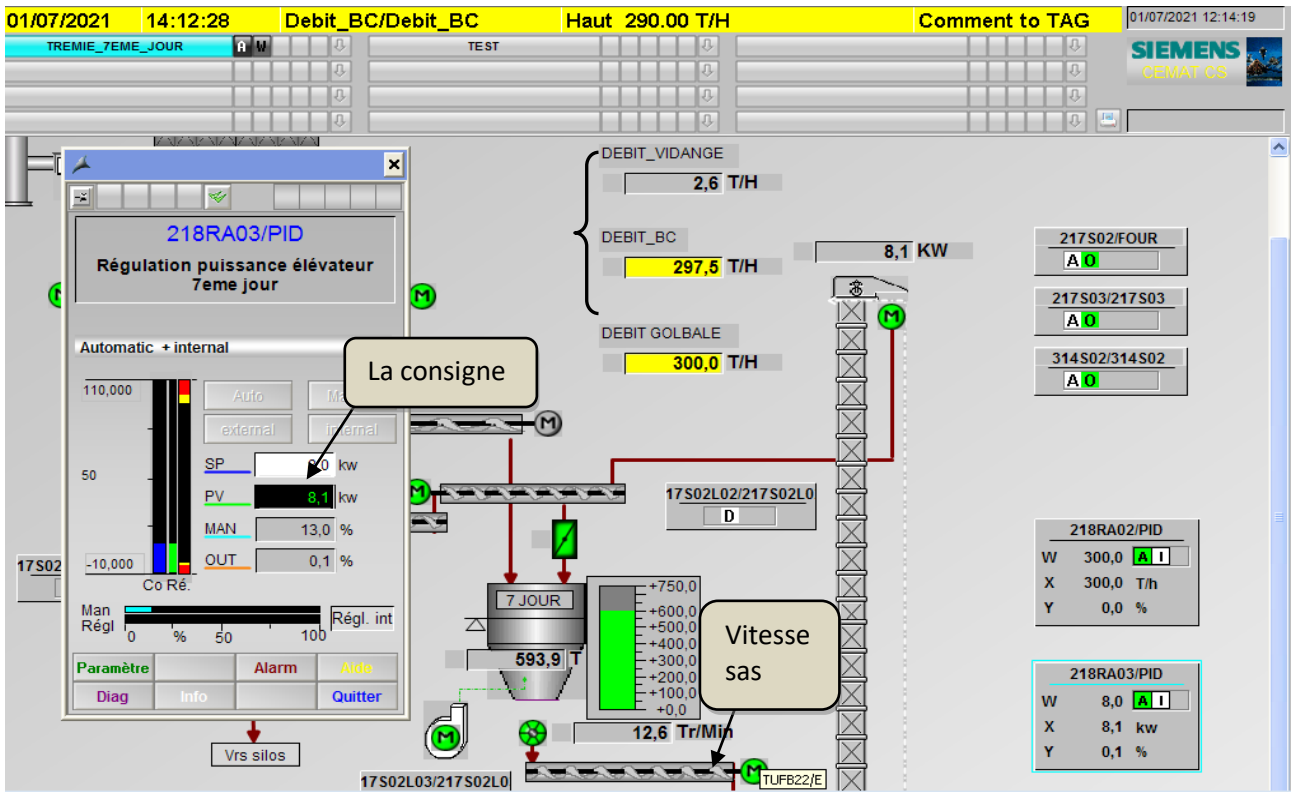 01/07/2021 14:12:28 Debit_BC/Debit_BC Haut 290.00 T/H Comment to TAG
01/07/2021 12:14:19
TREMIE_7EME_JOUR A W TEST
SIEMENS
CEMAT CS
218RA03/PID
Régulation puissance élévateur
7eme jour
Automatic + internal
110,000
50
-10,000
Co Ré.
Auto
external internal
SP kw
PV 8,1 kw
MAN 13,0 %
OUT 0,1 %
Man
Régl
0 % 50 100
Régl. int
Paramètre Alarm Aide
Diag Info Quitter
La consigne
DEBIT_VIDANGE
2,6 T/H
DEBIT_BC
297,5 T/H
DEBIT GOLBALE
300,0 T/H
8,1 KW
M
M
M
M
217S02/FOUR
A O
217S03/217S03
A O
314S02/314S02
A O
17S02L02/217S02L0
D
17S02
7 JOUR
593,9 T
+750,0
+600,0
+500,0
+400,0
+300,0
+200,0
+100,0
+0,0
Vitesse
sas
12,6 Tr/Min
M
M
TUFB22/E
Vrs silos
17S02L03/217S02L0
218RA02/PID
W 300,0 A I
X 300,0 T/h
Y 0,0 %
218RA03/PID
W 8,0 A I
X 8,1 kw
Y 0,1 %